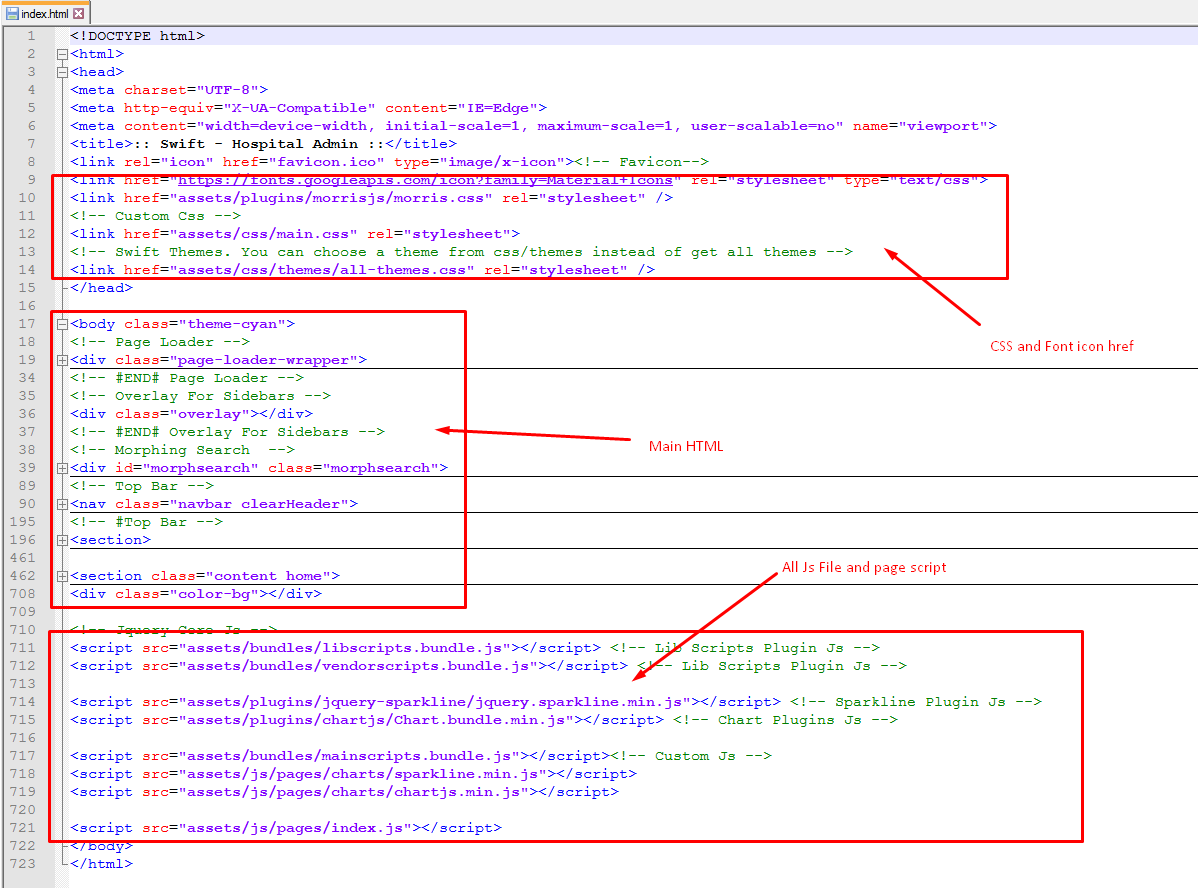 index.html
1 <!DOCTYPE html>
2 <html>
3 <head>
4 <meta charset="UTF-8">
5 <meta http-equiv="X-UA-Compatible" content="IE=Edge">
6 <meta content="width=device-width, initial-scale=1, maximum-scale=1, user-scalable=no" name="viewport">
7 <title>:: Swift - Hospital Admin ::</title>
8 <link rel="icon" href="favicon.ico" type="image/x-icon"><!-- Favicon-->
9 <link href="https://fonts.googleapis.com/icon?family=Material+Icons" rel="stylesheet" type="text/css">
10 <link href="assets/plugins/morrisjs/morris.css" rel="stylesheet" />
11 <!-- Custom Css -->
12 <link href="assets/css/main.css" rel="stylesheet">
13 <!-- Swift Themes. You can choose a theme from css/themes instead of get all themes -->
14 <link href="assets/css/themes/all-themes.css" rel="stylesheet" />
15 </head>
16
17 <body class="theme-cyan">
18 <!-- Page Loader -->
CSS and Font icon href
19 <div class="page-loader-wrapper">
34 <!-- #END# Page Loader -->
35 <!-- Overlay For Sidebars -->
36 <div class="overlay"></div>
37 <!-- #END# Overlay For Sidebars -->
38 <!-- Morphing Search  -->
Main HTML
39 <div id="morphsearch" class="morphsearch">
89 <!-- Top Bar -->
90 <nav class="navbar clearHeader">
195 <!-- #Top Bar -->
196 <section>
461
All Js File and page script
462 <section class="content home">
708 <div class="color-bg"></div>
709
710 <!-- Jquery Core Js -->
711 <script src="assets/bundles/libscripts.bundle.js"></script> <!-- Lib Scripts Plugin Js -->
712 <script src="assets/bundles/vendorscripts.bundle.js"></script> <!-- Lib Scripts Plugin Js -->
713
714 <script src="assets/plugins/jquery-sparkline/jquery.sparkline.min.js"></script> <!-- Sparkline Plugin Js -->
715 <script src="assets/plugins/chartjs/Chart.bundle.min.js"></script> <!-- Chart Plugins Js -->
716
717 <script src="assets/bundles/mainscripts.bundle.js"></script><!-- Custom Js -->
718 <script src="assets/js/pages/charts/sparkline.min.js"></script>
719 <script src="assets/js/pages/charts/chartjs.min.js"></script>
720
721 <script src="assets/js/pages/index.js"></script>
722 </body>
723 </html>